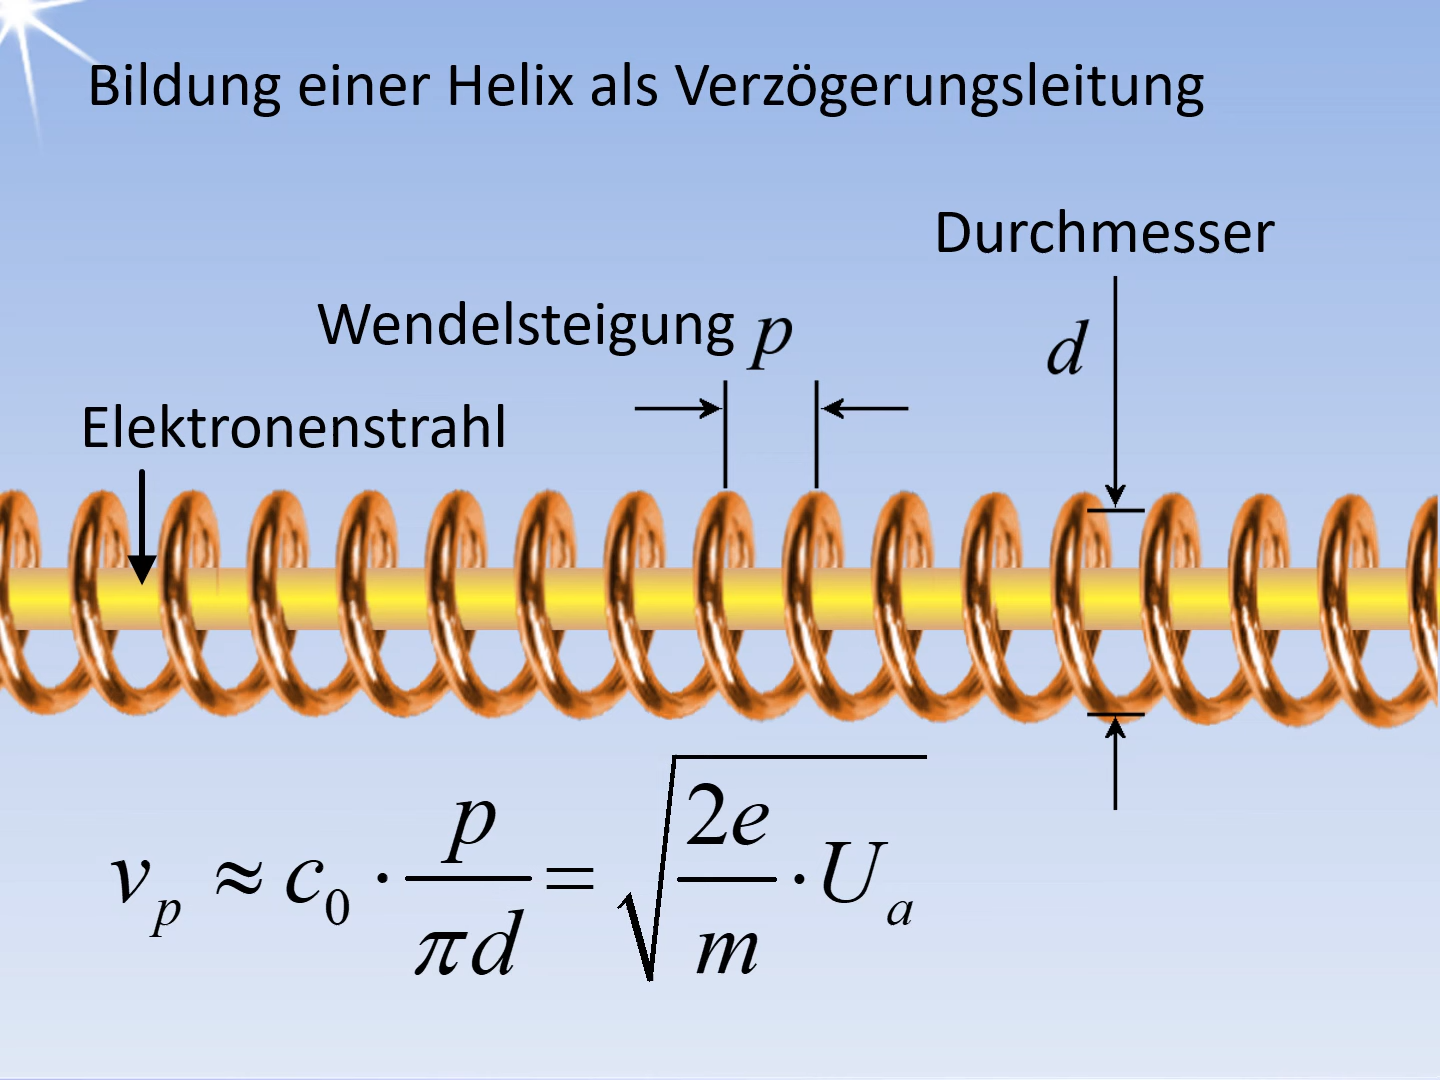 Bildung einer Helix als Verzögerungsleitung
Durchmesser
d
Wendelsteigung p
Elektronenstrahl
v_p ≈ c_0 · p/(πd) = √(2e/m · U_a)